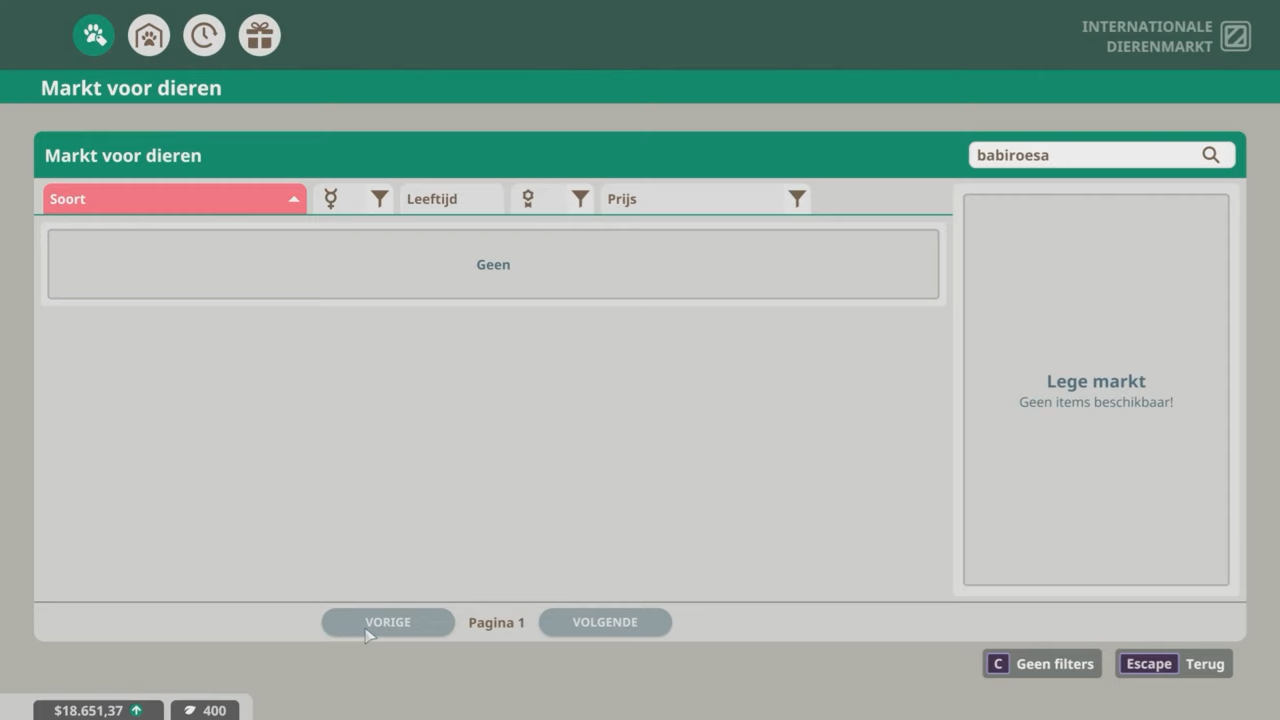 INTERNATIONALE
DIERENMARKT
Markt voor dieren
Markt voor dieren
babiroesa
Soort
Leeftijd
Prijs
Geen
Lege markt
Geen items beschikbaar!
VORIGE
Pagina 1
VOLGENDE
C Geen filters
Escape Terug
$18.651,37
400